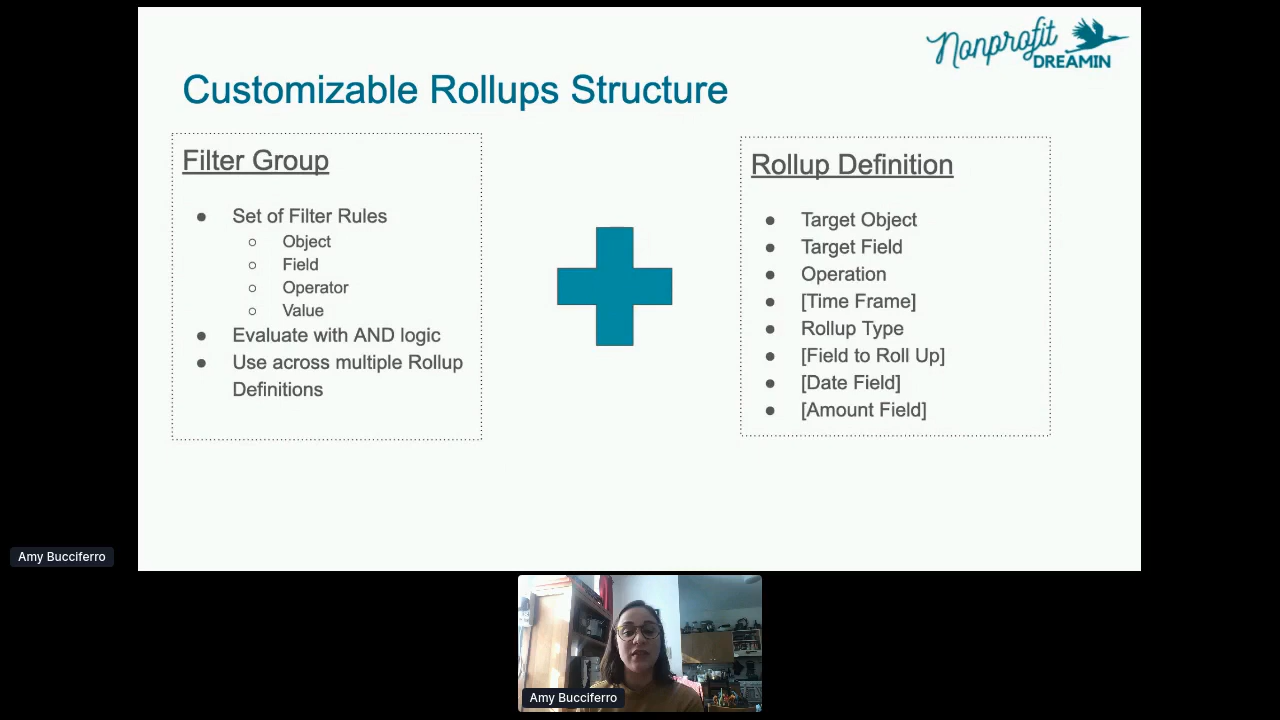 Nonprofit
DREAMIN
Customizable Rollups Structure
Filter Group
● Set of Filter Rules
○ Object
○ Field
○ Operator
○ Value
● Evaluate with AND logic
● Use across multiple Rollup
Definitions
Rollup Definition
● Target Object
● Target Field
● Operation
● [Time Frame]
● Rollup Type
● [Field to Roll Up]
● [Date Field]
● [Amount Field]
Amy Bucciferro
Amy Bucciferro